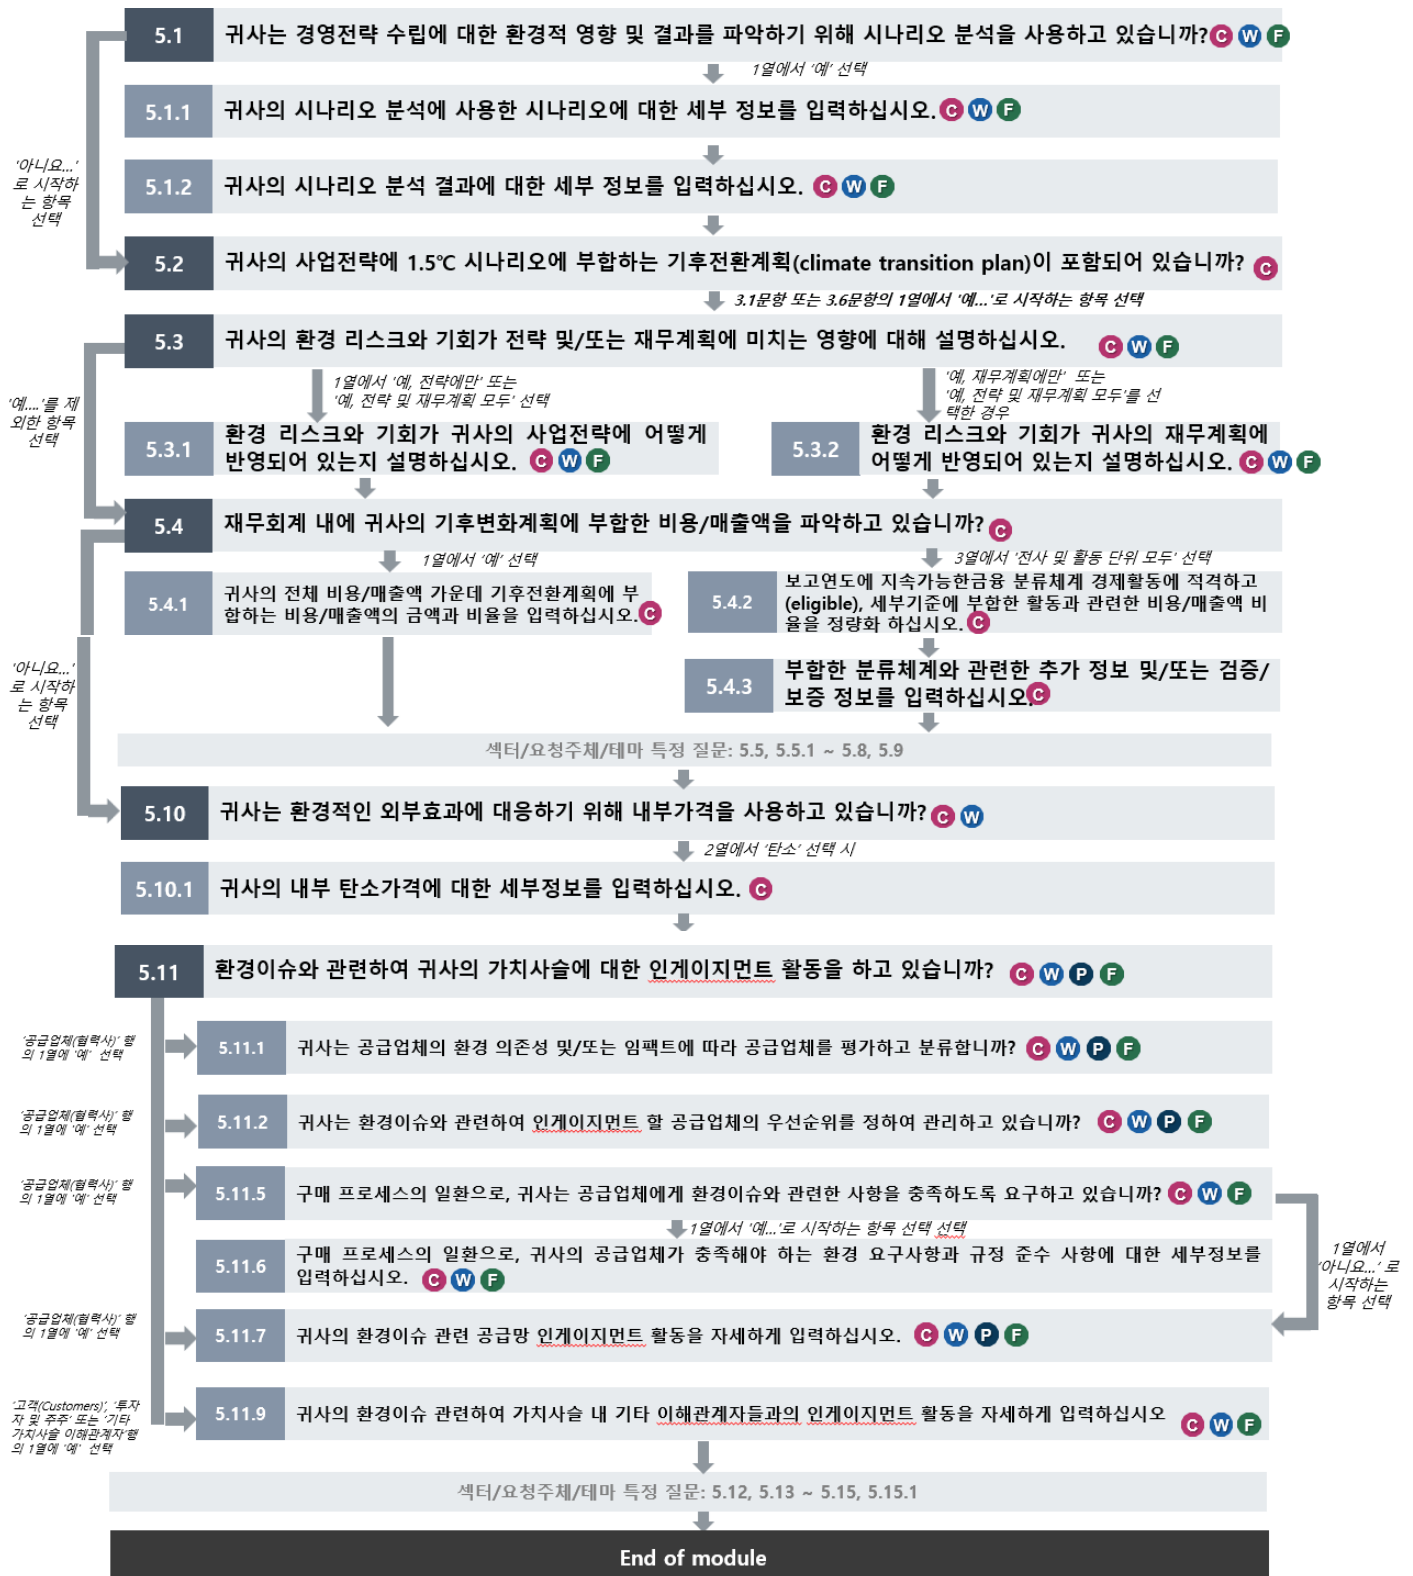 5.1
귀사는 경영전략 수립에 대한 환경적 영향 및 결과를 파악하기 위해 시나리오 분석을 사용하고 있습니까?
C W F
1열에서 '예' 선택
5.1.1
귀사의 시나리오 분석에 사용한 시나리오에 대한 세부 정보를 입력하십시오.
C W F
'아니요...'
로 시작하
는 항목
선택
5.1.2
귀사의 시나리오 분석 결과에 대한 세부 정보를 입력하십시오.
C W F
5.2
귀사의 사업전략에 1.5℃ 시나리오에 부합하는 기후전환계획(climate transition plan)이 포함되어 있습니까?
C
3.1문항 또는 3.6문항의 1열에서 '예...'로 시작하는 항목 선택
5.3
귀사의 환경 리스크와 기회가 전략 및/또는 재무계획에 미치는 영향에 대해 설명하십시오.
C W F
'예....'를 제
외한 항목
선택
1열에서 '예, 전략에만' 또는
'예, 전략 및 재무계획 모두' 선택
'예, 재무계획에만' 또는
'예, 전략 및 재무계획 모두'를 선
택한 경우
5.3.1
환경 리스크와 기회가 귀사의 사업전략에 어떻게
반영되어 있는지 설명하십시오.
C W F
5.3.2
환경 리스크와 기회가 귀사의 재무계획에
어떻게 반영되어 있는지 설명하십시오.
C W F
5.4
재무회계 내에 귀사의 기후변화계획에 부합한 비용/매출액을 파악하고 있습니까?
C
1열에서 '예' 선택
3열에서 '전사 및 활동 단위 모두' 선택
5.4.1
귀사의 전체 비용/매출액 가운데 기후전환계획에 부
합하는 비용/매출액의 금액과 비율을 입력하십시오.
C
5.4.2
보고연도에 지속가능한금융 분류체계 경제활동에 적격하고
(eligible), 세부기준에 부합한 활동과 관련한 비용/매출액 비
율을 정량화 하십시오.
C
'아니요...'
로 시작하
는 항목
선택
5.4.3
부합한 분류체계와 관련한 추가 정보 및/또는 검증/
보증 정보를 입력하십시오.
C
섹터/요청주체/테마 특정 질문: 5.5, 5.5.1 ~ 5.8, 5.9
5.10
귀사는 환경적인 외부효과에 대응하기 위해 내부가격을 사용하고 있습니까?
C W
2열에서 '탄소' 선택 시
5.10.1
귀사의 내부 탄소가격에 대한 세부정보를 입력하십시오.
C
5.11
환경이슈와 관련하여 귀사의 가치사슬에 대한 인게이지먼트 활동을 하고 있습니까?
C W P F
'공급업체(협력사)' 행
의 1열에 '예' 선택
5.11.1
귀사는 공급업체의 환경 의존성 및/또는 임팩트에 따라 공급업체를 평가하고 분류합니까?
C W P F
'공급업체(협력사)' 행
의 1열에 '예' 선택
5.11.2
귀사는 환경이슈와 관련하여 인게이지먼트 할 공급업체의 우선순위를 정하여 관리하고 있습니까?
C W P F
'공급업체(협력사)' 행
의 1열에 '예' 선택
5.11.5
구매 프로세스의 일환으로, 귀사는 공급업체에게 환경이슈와 관련한 사항을 충족하도록 요구하고 있습니까?
C W F
1열에서 '예...'로 시작하는 항목 선택 선택
5.11.6
구매 프로세스의 일환으로, 귀사의 공급업체가 충족해야 하는 환경 요구사항과 규정 준수 사항에 대한 세부정보를
입력하십시오.
C W F
1열에서
'아니요...' 로
시작하는
항목 선택
'공급업체(협력사)' 행
의 1열에 '예' 선택
5.11.7
귀사의 환경이슈 관련 공급망 인게이지먼트 활동을 자세하게 입력하십시오.
C W P F
'고객(Customers)', '투자
자 및 주주' 또는 '기타
가치사슬 이해관계자'행
의 1열에 '예' 선택
5.11.9
귀사의 환경이슈 관련하여 가치사슬 내 기타 이해관계자들과의 인게이지먼트 활동을 자세하게 입력하십시오
C W F
섹터/요청주체/테마 특정 질문: 5.12, 5.13 ~ 5.15, 5.15.1
End of module